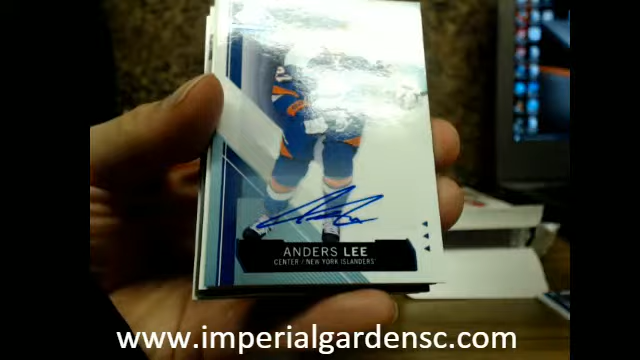 ANDERS LEE
CENTER / NEW YORK ISLANDERS
www.imperialgardensc.com